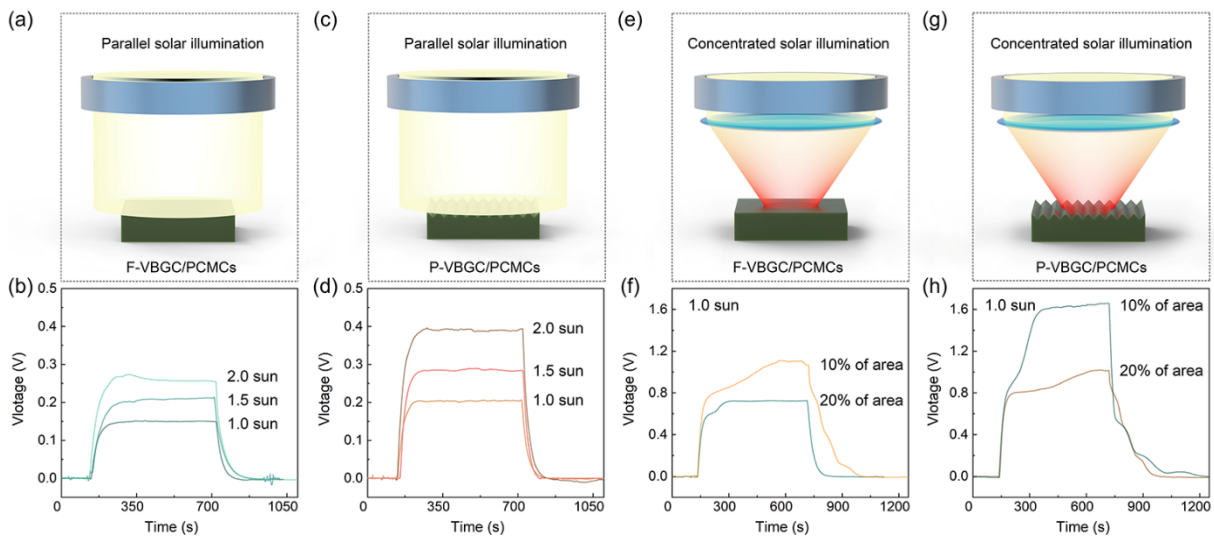 (a)
Parallel solar illumination
F-VBGC/PCMCs
(c)
Parallel solar illumination
P-VBGC/PCMCs
(e)
Concentrated solar illumination
F-VBGC/PCMCs
(g)
Concentrated solar illumination
P-VBGC/PCMCs
(b)
Vlotage (V)
0.5
0.4
0.3
0.2
0.1
0.0
2.0 sun
1.5 sun
1.0 sun
350
700
1050
Time (s)
(d)
Vlotage (V)
0.5
0.4
0.3
0.2
0.1
0.0
2.0 sun
1.5 sun
1.0 sun
350
700
1050
Time (s)
(f)
Vlotage (V)
1.6
1.2
0.8
0.4
0.0
1.0 sun
10% of area
20% of area
0
300
600
900
1200
Time (s)
(h)
Vlotage (V)
1.6
1.2
0.8
0.4
0.0
1.0 sun
10% of area
20% of area
0
300
600
900
1200
Time (s)